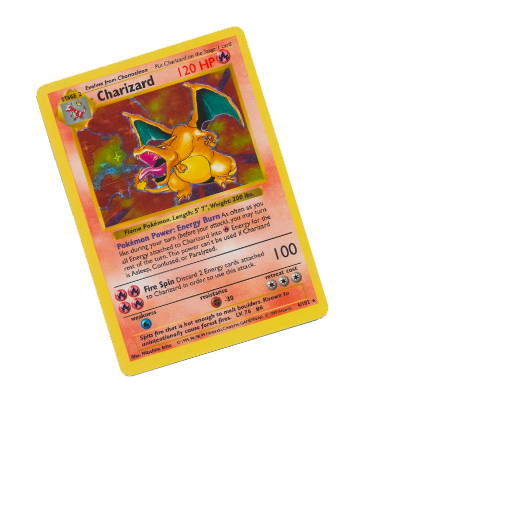 Evolves from Charmeleon Put Charizard on the Stage 1 card
STAGE 2 Charizard 120 HP
Flame Pokémon. Length: 5' 7", Weight: 200 lbs.
Pokémon Power: Energy Burn As often as you
like during your turn (before your attack), you may turn
all Energy attached to Charizard into Energy for the
rest of the turn. This power can't be used if Charizard
is Asleep, Confused, or Paralyzed.
Fire Spin Discard 2 Energy cards attached
to Charizard in order to use this attack. 100
weakness resistance retreat cost
-30
Spits fire that is hot enough to melt boulders. Known to
unintentionally cause forest fires. LV. 76 #6
Illus. Mitsuhiro Arita 4/102